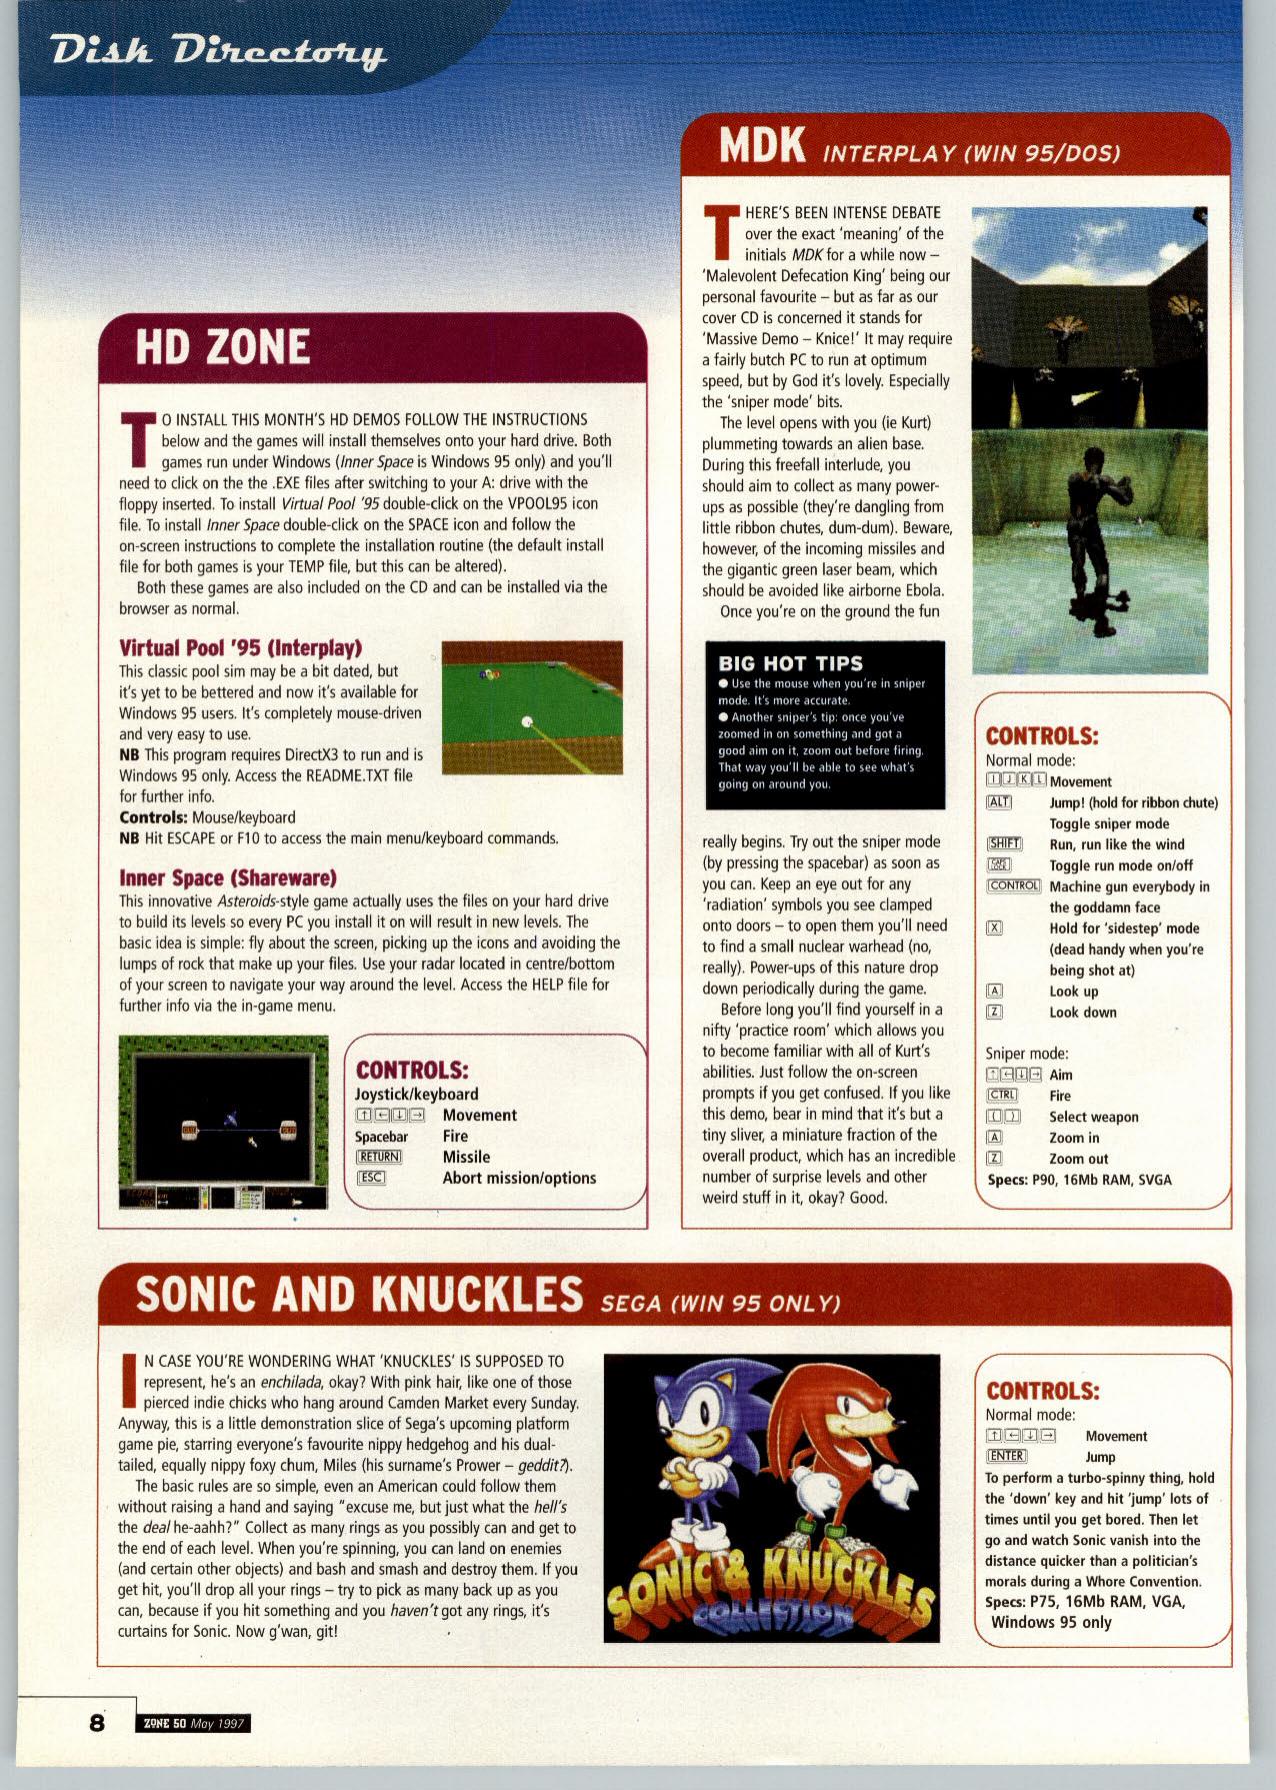 Disk Directory
HD ZONE
TO INSTALL THIS MONTH'S HD DEMOS FOLLOW THE INSTRUCTIONS
below and the games will install themselves onto your hard drive. Both
games run under Windows (Inner Space is Windows 95 only) and you'll
need to click on the the .EXE files after switching to your A: drive with the
floppy inserted. To install Virtual Pool '95 double-click on the VPOOL95 icon
file. To install Inner Space double-click on the SPACE icon and follow the
on-screen instructions to complete the installation routine (the default install
file for both games is your TEMP file, but this can be altered).
Both these games are also included on the CD and can be installed via the
browser as normal.
Virtual Pool '95 (Interplay)
This classic pool sim may be a bit dated, but
it's yet to be bettered and now it's available for
Windows 95 users. It's completely mouse-driven
and very easy to use.
NB This program requires DirectX3 to run and is
Windows 95 only. Access the README.TXT file
for further info.
Controls: Mouse/keyboard
NB Hit ESCAPE or F10 to access the main menu/keyboard commands.
Inner Space (Shareware)
This innovative Asteroids-style game actually uses the files on your hard drive
to build its levels so every PC you install it on will result in new levels. The
basic idea is simple: fly about the screen, picking up the icons and avoiding the
lumps of rock that make up your files. Use your radar located in centre/bottom
of your screen to navigate your way around the level. Access the HELP file for
further info via the in-game menu.
CONTROLS:
Joystick/keyboard
↑←↓→ Movement
Spacebar Fire
RETURN Missile
ESC Abort mission/options
MDK INTERPLAY (WIN 95/DOS)
THERE'S BEEN INTENSE DEBATE
over the exact 'meaning' of the
initials MDK for a while now –
'Malevolent Defecation King' being our
personal favourite – but as far as our
cover CD is concerned it stands for
'Massive Demo – Knice!' It may require
a fairly butch PC to run at optimum
speed, but by God it's lovely. Especially
the 'sniper mode' bits.
The level opens with you (ie Kurt)
plummeting towards an alien base.
During this freefall interlude, you
should aim to collect as many power-
ups as possible (they're dangling from
little ribbon chutes, dum-dum). Beware,
however, of the incoming missiles and
the gigantic green laser beam, which
should be avoided like airborne Ebola.
Once you're on the ground the fun
BIG HOT TIPS
● Use the mouse when you're in sniper
mode. It's more accurate.
● Another sniper's tip: once you've
zoomed in on something and got a
good aim on it, zoom out before firing.
That way you'll be able to see what's
going on around you.
really begins. Try out the sniper mode
(by pressing the spacebar) as soon as
you can. Keep an eye out for any
'radiation' symbols you see clamped
onto doors – to open them you'll need
to find a small nuclear warhead (no,
really). Power-ups of this nature drop
down periodically during the game.
Before long you'll find yourself in a
nifty 'practice room' which allows you
to become familiar with all of Kurt's
abilities. Just follow the on-screen
prompts if you get confused. If you like
this demo, bear in mind that it's but a
tiny sliver, a miniature fraction of the
overall product, which has an incredible
number of surprise levels and other
weird stuff in it, okay? Good.
CONTROLS:
Normal mode:
I J K L Movement
ALT Jump! (hold for ribbon chute)
Toggle sniper mode
SHIFT Run, run like the wind
CAPS LOCK Toggle run mode on/off
CONTROL Machine gun everybody in
the goddamn face
X Hold for 'sidestep' mode
(dead handy when you're
being shot at)
A Look up
Z Look down
Sniper mode:
↑←↓→ Aim
CTRL Fire
[ ] Select weapon
A Zoom in
Z Zoom out
Specs: P90, 16Mb RAM, SVGA
SONIC AND KNUCKLES SEGA (WIN 95 ONLY)
IN CASE YOU'RE WONDERING WHAT 'KNUCKLES' IS SUPPOSED TO
represent, he's an enchilada, okay? With pink hair, like one of those
pierced indie chicks who hang around Camden Market every Sunday.
Anyway, this is a little demonstration slice of Sega's upcoming platform
game pie, starring everyone's favourite nippy hedgehog and his dual-
tailed, equally nippy foxy chum, Miles (his surname's Prower – geddit?).
The basic rules are so simple, even an American could follow them
without raising a hand and saying "excuse me, but just what the hell's
the deal he-aahh?" Collect as many rings as you possibly can and get to
the end of each level. When you're spinning, you can land on enemies
(and certain other objects) and bash and smash and destroy them. If you
get hit, you'll drop all your rings – try to pick as many back up as you
can, because if you hit something and you haven't got any rings, it's
curtains for Sonic. Now g'wan, git!
SONIC & KNUCKLES
COLLECTION
CONTROLS:
Normal mode:
↑←↓→ Movement
ENTER Jump
To perform a turbo-spinny thing, hold
the 'down' key and hit 'jump' lots of
times until you get bored. Then let
go and watch Sonic vanish into the
distance quicker than a politician's
morals during a Whore Convention.
Specs: P75, 16Mb RAM, VGA,
Windows 95 only
8 ZONE 50 May 1997